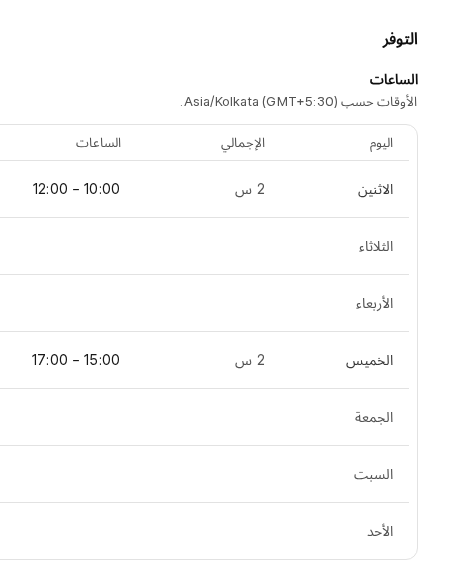 التوفر
الساعات
الأوقات حسب Asia/Kolkata (GMT+5:30).
اليوم الإجمالي الساعات
الاثنين 2 س 10:00 – 12:00
الثلاثاء
الأربعاء
الخميس 2 س 15:00 – 17:00
الجمعة
السبت
الأحد